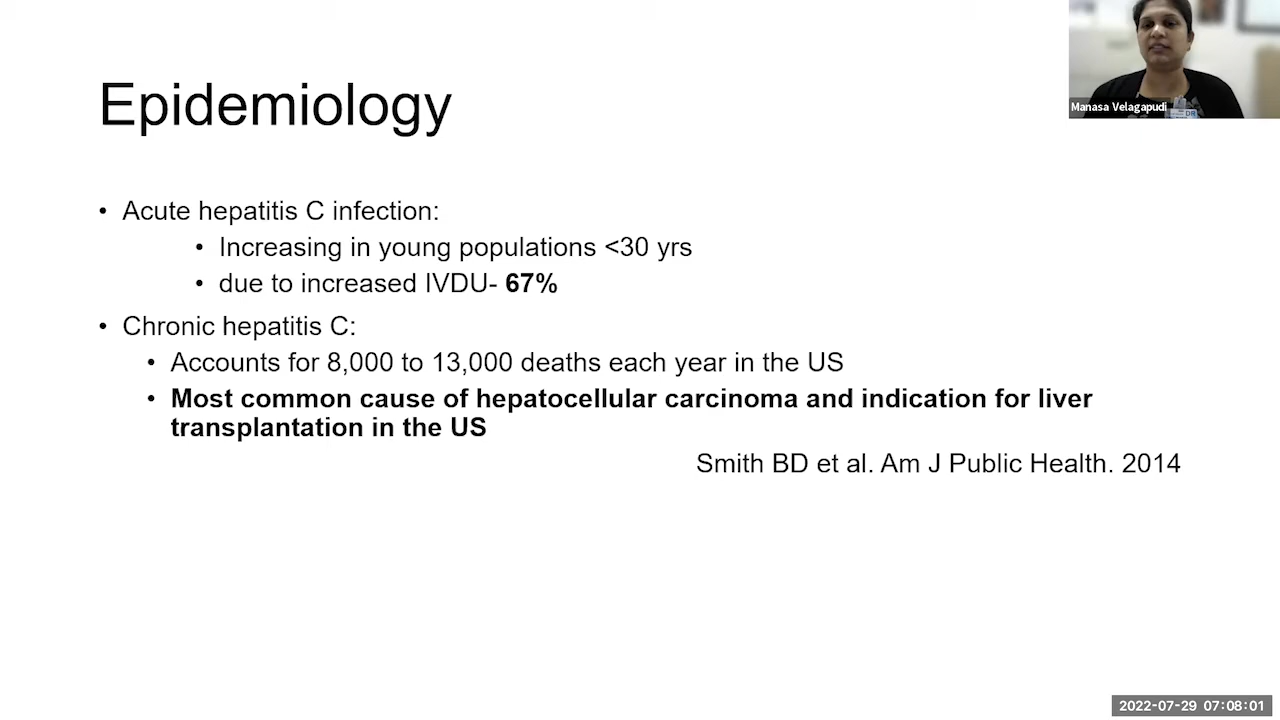 Epidemiology
Manasa Velagapudi
DR
• Acute hepatitis C infection:
• Increasing in young populations <30 yrs
• due to increased IVDU- 67%
• Chronic hepatitis C:
• Accounts for 8,000 to 13,000 deaths each year in the US
• Most common cause of hepatocellular carcinoma and indication for liver
transplantation in the US
Smith BD et al. Am J Public Health. 2014
2022-07-29 07:08:01